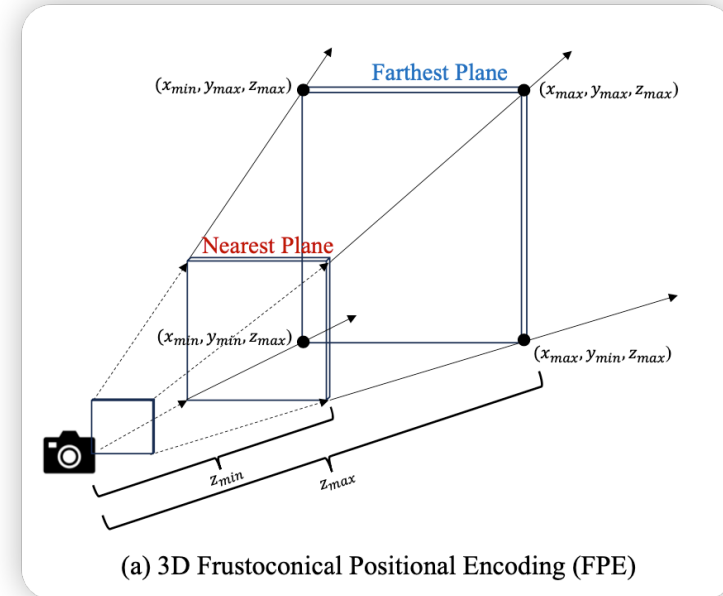 Farthest Plane
(x_min, y_max, z_max)
(x_max, y_max, z_max)
Nearest Plane
(x_min, y_min, z_max)
(x_max, y_min, z_max)
z_min
z_max
(a) 3D Frustoconical Positional Encoding (FPE)